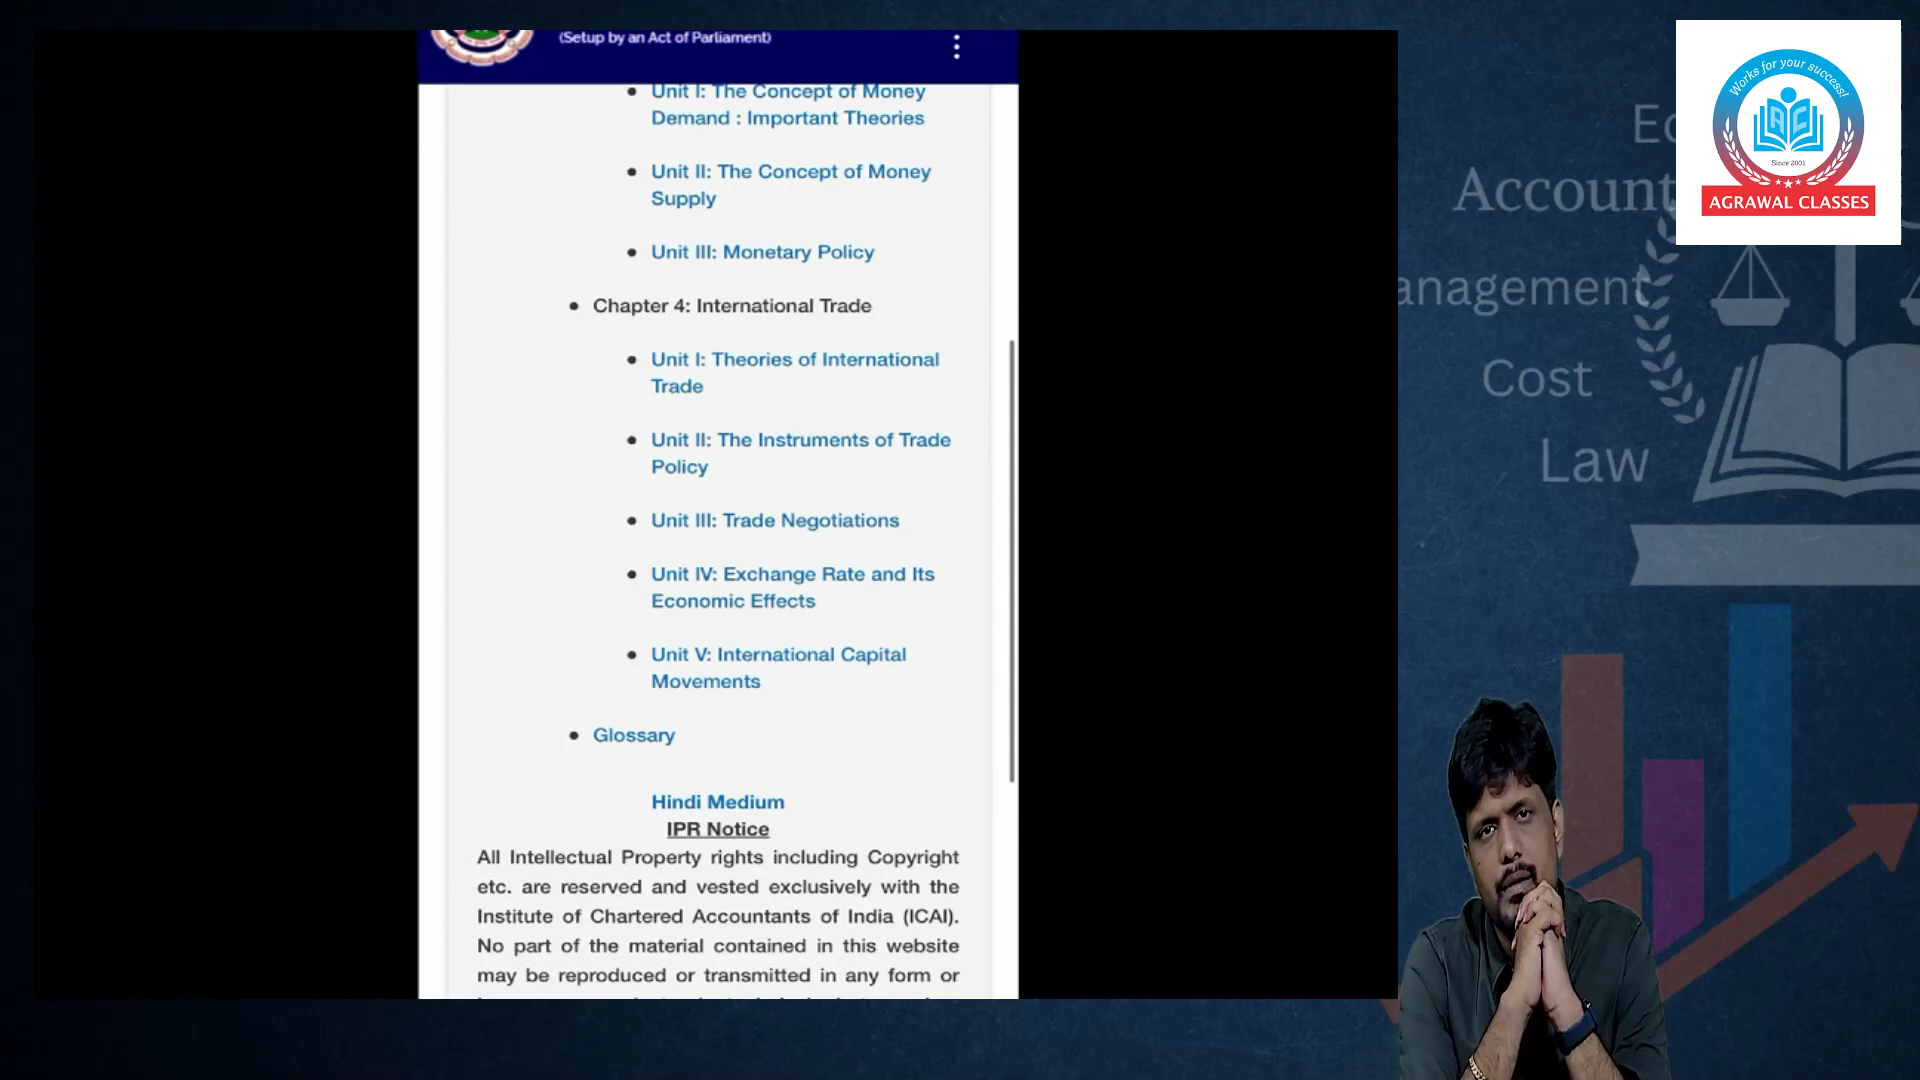 (Setup by an Act of Parliament)
Unit I: The Concept of Money
Demand : Important Theories
Unit II: The Concept of Money
Supply
Unit III: Monetary Policy
Chapter 4: International Trade
Unit I: Theories of International
Trade
Unit II: The Instruments of Trade
Policy
Unit III: Trade Negotiations
Unit IV: Exchange Rate and Its
Economic Effects
Unit V: International Capital
Movements
Glossary
Hindi Medium
IPR Notice
All Intellectual Property rights including Copyright
etc. are reserved and vested exclusively with the
Institute of Chartered Accountants of India (ICAI).
No part of the material contained in this website
may be reproduced or transmitted in any form or
Works for your success!
AC
Since 2001
AGRAWAL CLASSES
Ec
Account
anagement
Cost
Law